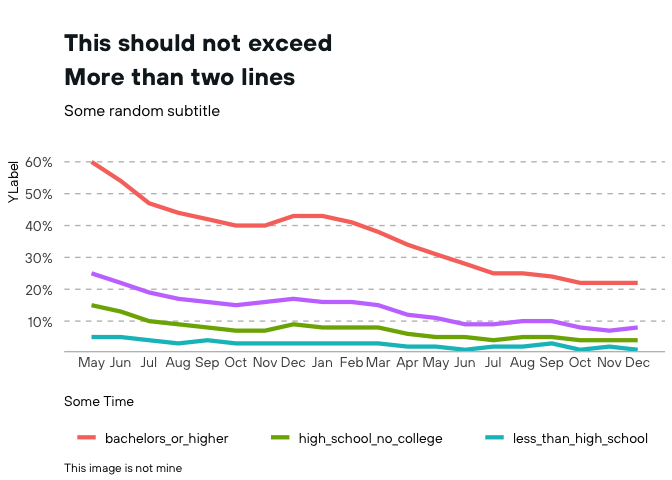 This should not exceed
More than two lines
Some random subtitle
YLabel
60%
50%
40%
30%
20%
10%
May Jun Jul Aug Sep Oct Nov Dec Jan Feb Mar Apr May Jun Jul Aug Sep Oct Nov Dec
Some Time
bachelors_or_higher high_school_no_college less_than_high_school
This image is not mine